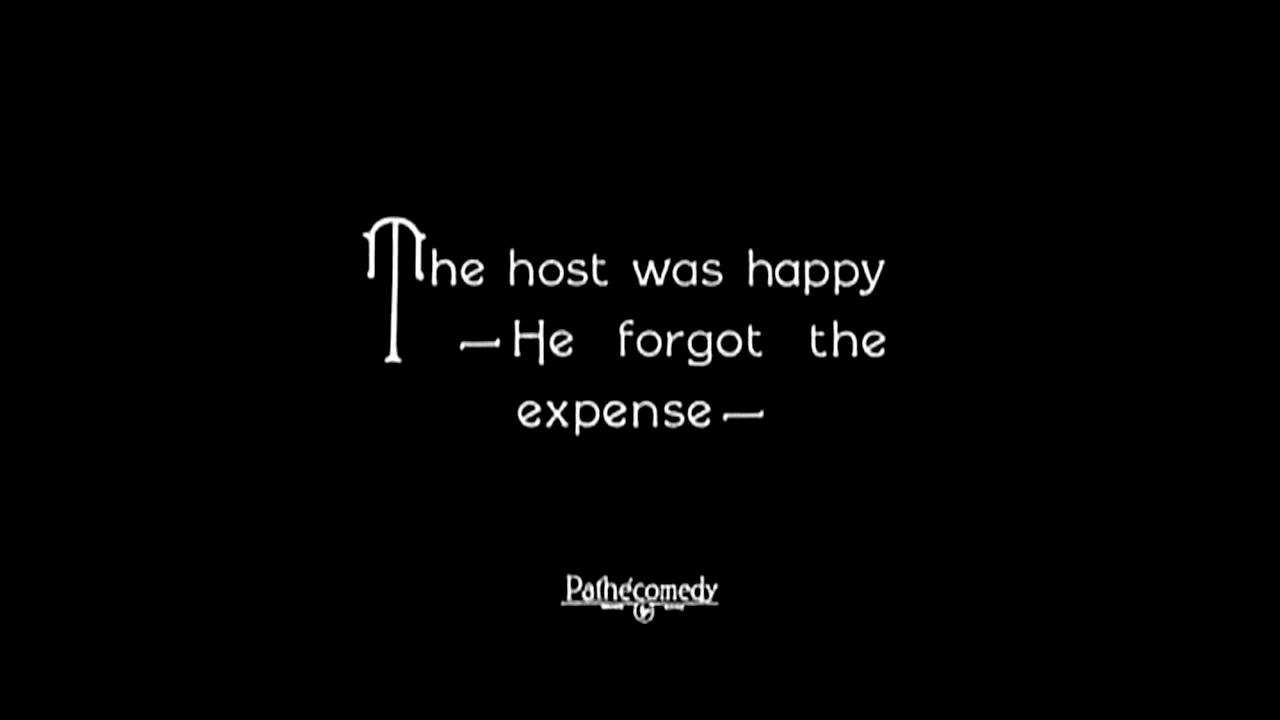 The host was happy
—He forgot the
expense—
Pathécomedy